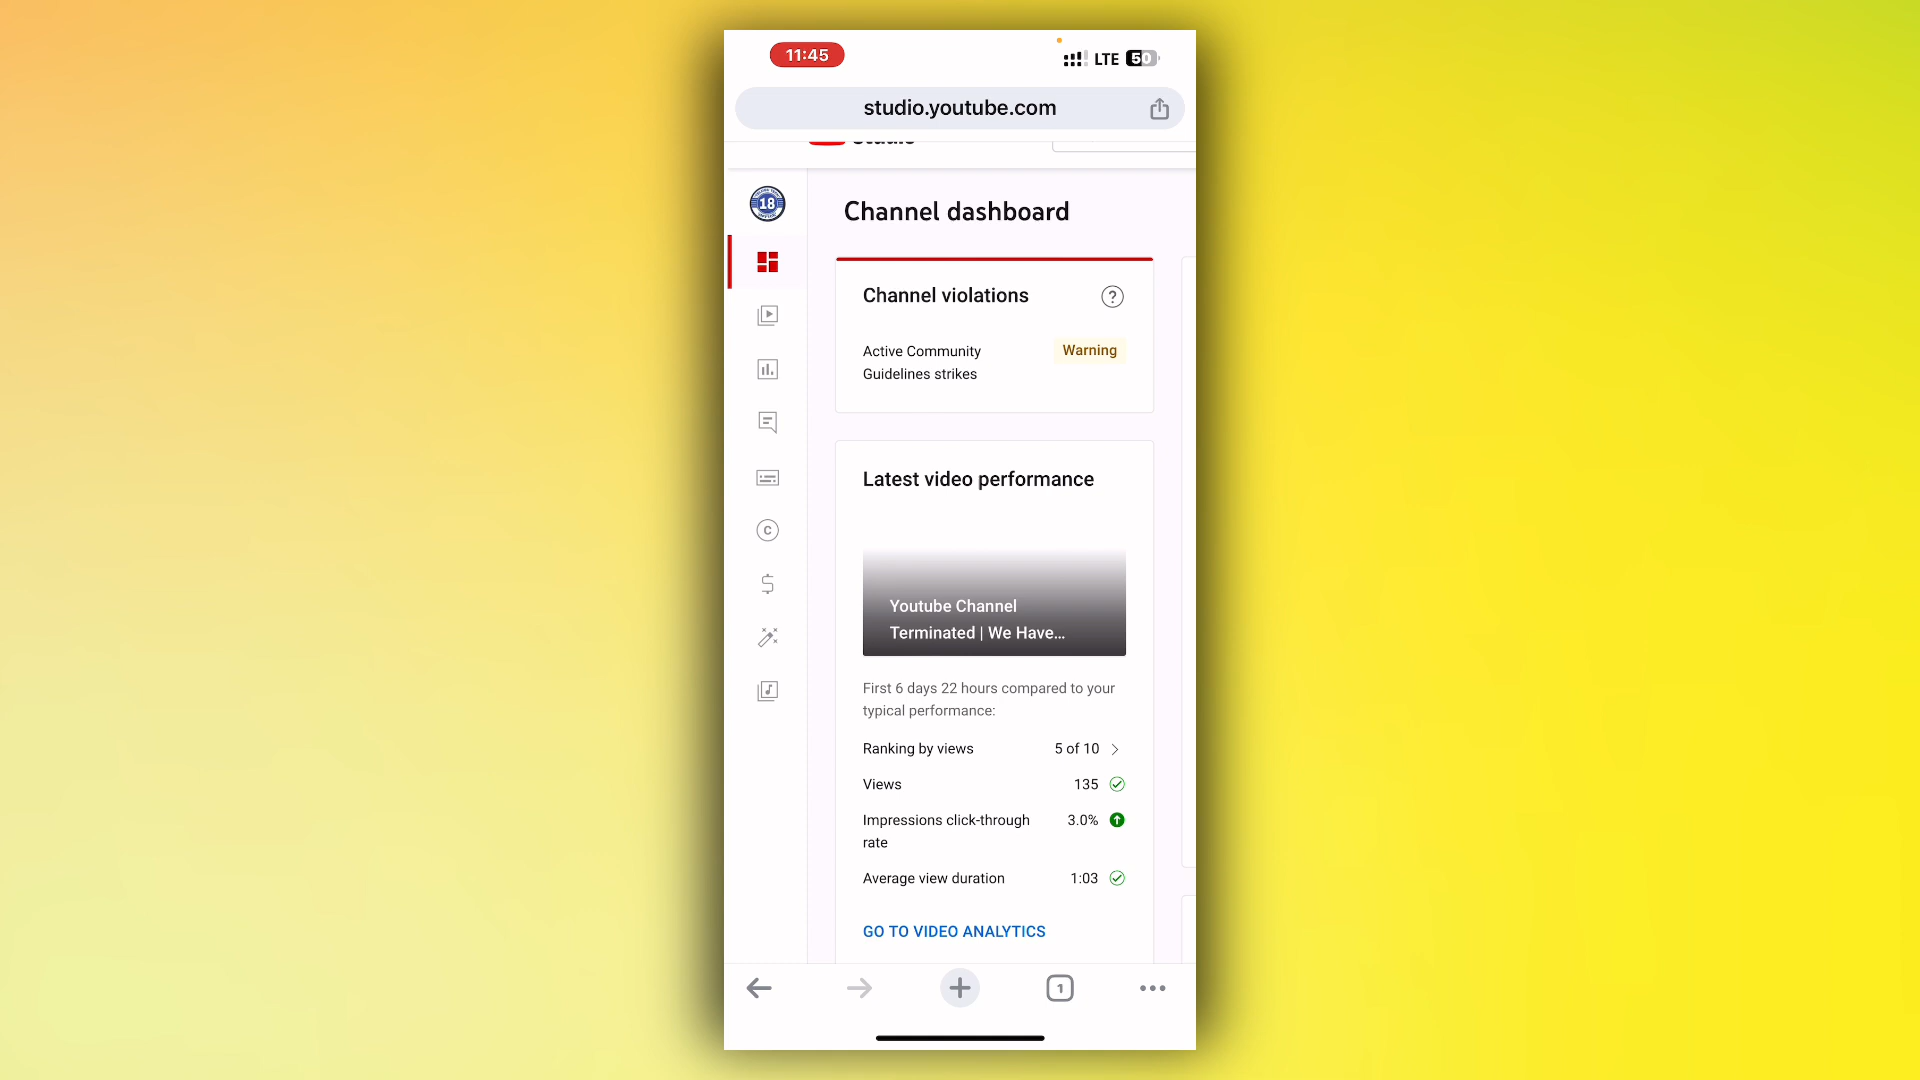 11:45
LTE 50
studio.youtube.com
Studio
18
Channel dashboard
Channel violations
?
Active Community
Guidelines strikes
Warning
Latest video performance
Youtube Channel
Terminated | We Have...
First 6 days 22 hours compared to your
typical performance:
Ranking by views 5 of 10
Views 135
Impressions click-through
rate
3.0%
Average view duration 1:03
GO TO VIDEO ANALYTICS
1